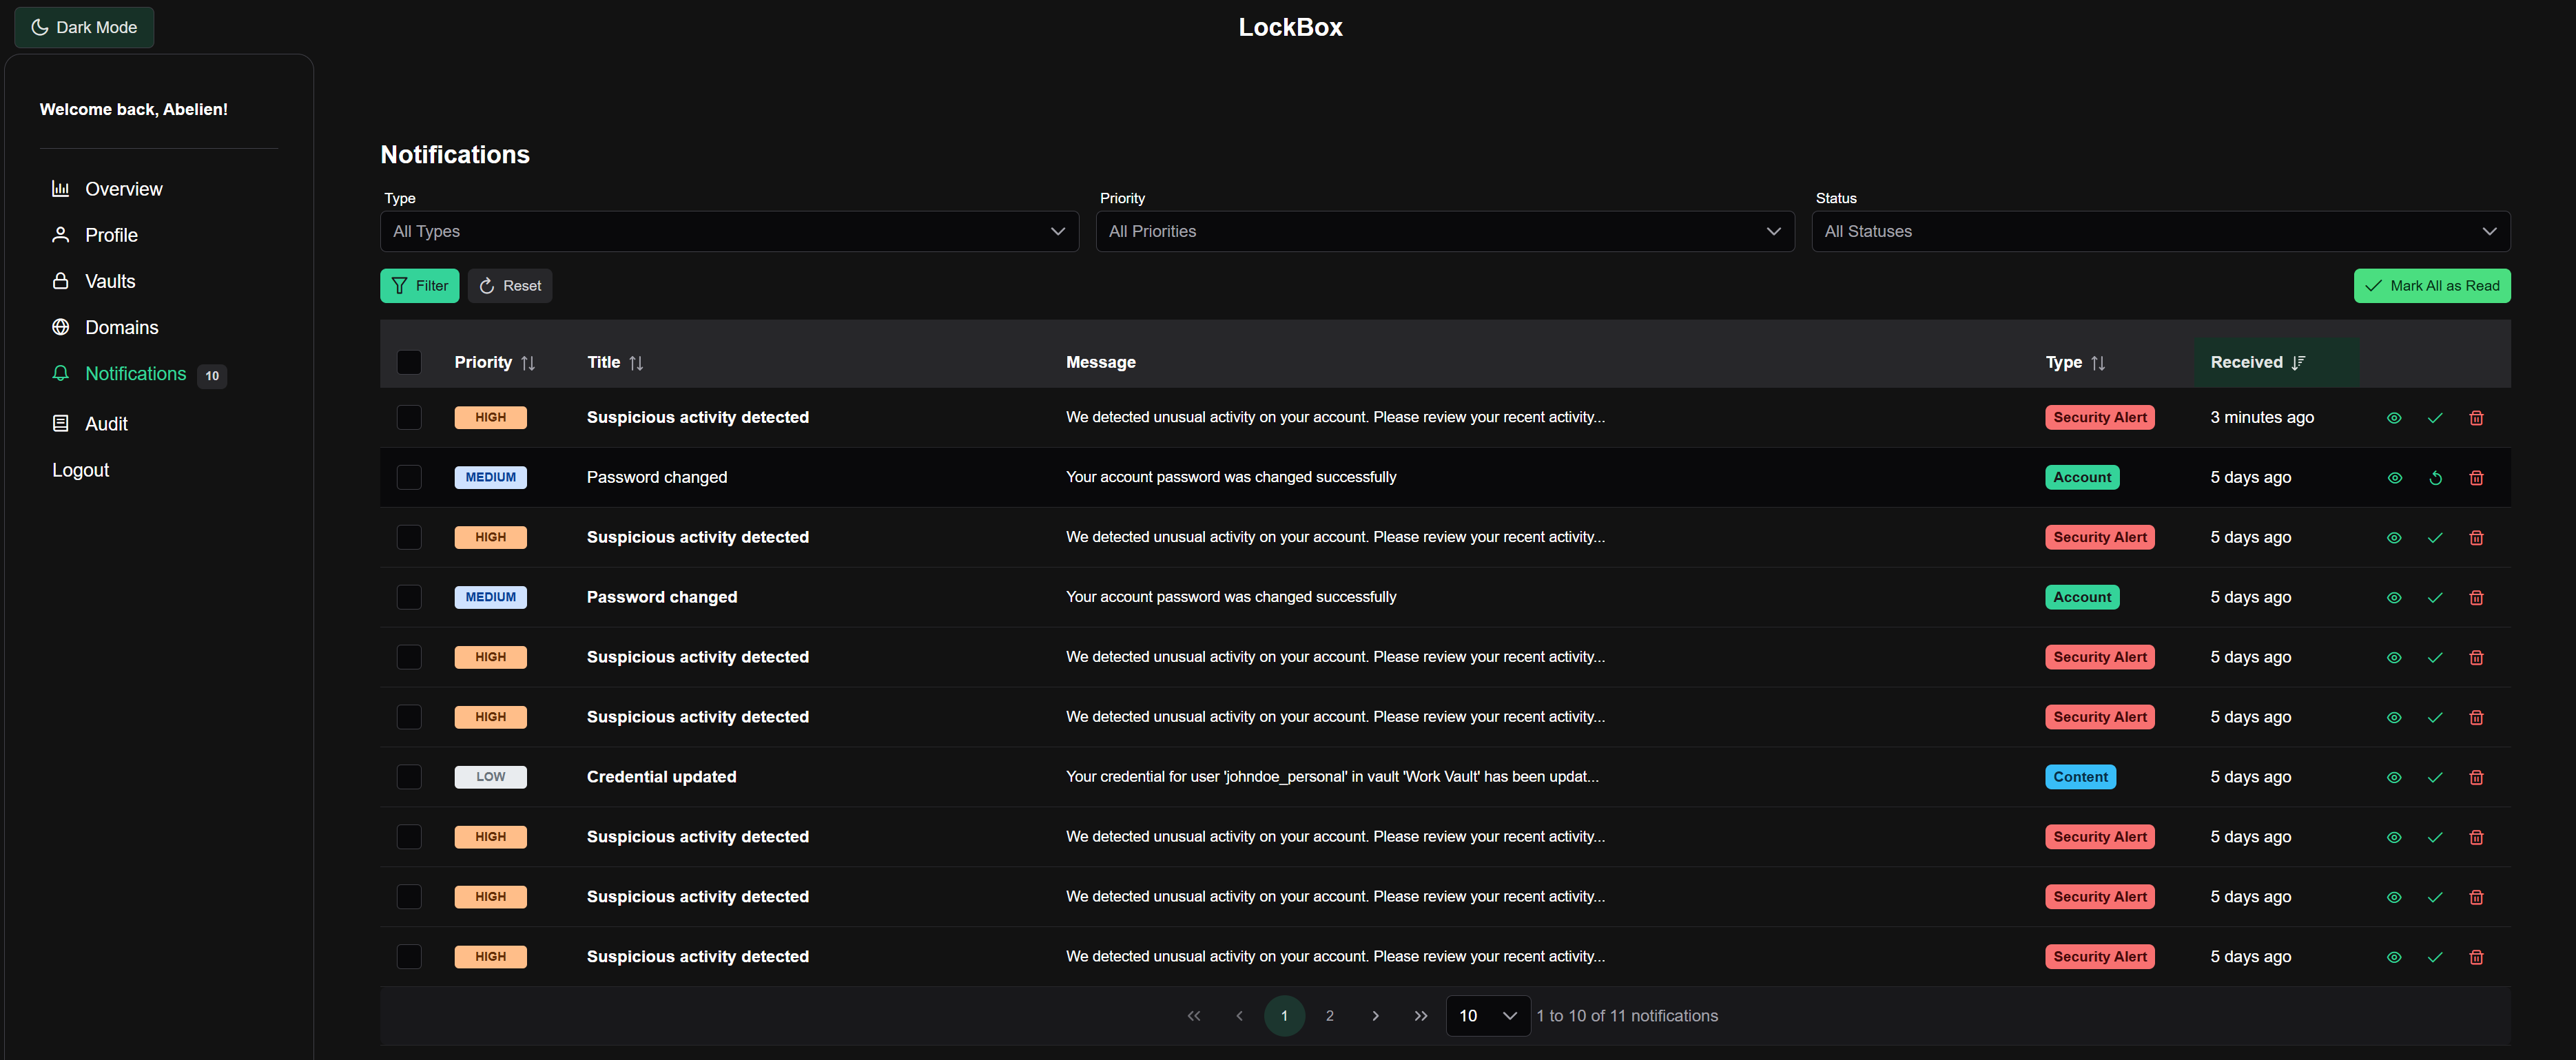 Dark Mode
LockBox
Welcome back, Abelien!
Overview
Profile
Vaults
Domains
Notifications 10
Audit
Logout
Notifications
Type Priority Status
All Types All Priorities All Statuses
Filter Reset Mark All as Read
Priority Title Message Type Received
HIGH Suspicious activity detected We detected unusual activity on your account. Please review your recent activity... Security Alert 3 minutes ago
MEDIUM Password changed Your account password was changed successfully Account 5 days ago
HIGH Suspicious activity detected We detected unusual activity on your account. Please review your recent activity... Security Alert 5 days ago
MEDIUM Password changed Your account password was changed successfully Account 5 days ago
HIGH Suspicious activity detected We detected unusual activity on your account. Please review your recent activity... Security Alert 5 days ago
HIGH Suspicious activity detected We detected unusual activity on your account. Please review your recent activity... Security Alert 5 days ago
LOW Credential updated Your credential for user 'johndoe_personal' in vault 'Work Vault' has been updat... Content 5 days ago
HIGH Suspicious activity detected We detected unusual activity on your account. Please review your recent activity... Security Alert 5 days ago
HIGH Suspicious activity detected We detected unusual activity on your account. Please review your recent activity... Security Alert 5 days ago
HIGH Suspicious activity detected We detected unusual activity on your account. Please review your recent activity... Security Alert 5 days ago
1 2 10 1 to 10 of 11 notifications